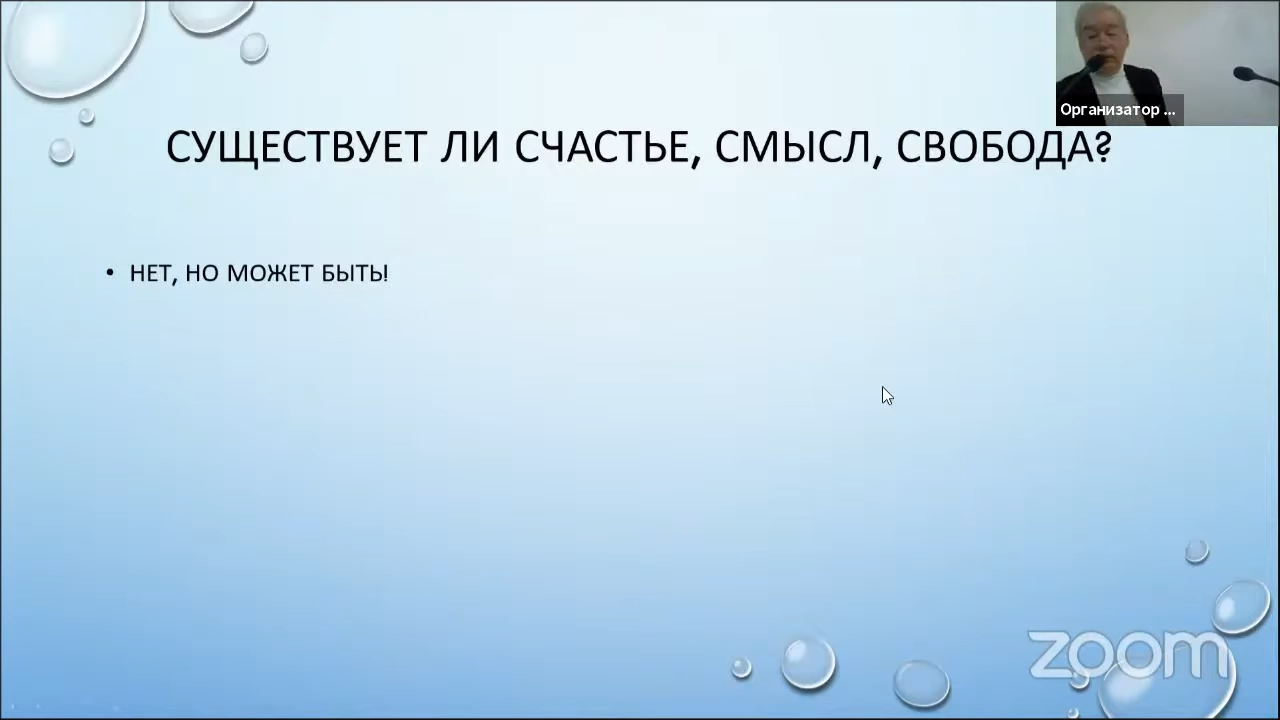 Организатор ...
СУЩЕСТВУЕТ ЛИ СЧАСТЬЕ, СМЫСЛ, СВОБОДА?
• НЕТ, НО МОЖЕТ БЫТЬ!
zoom